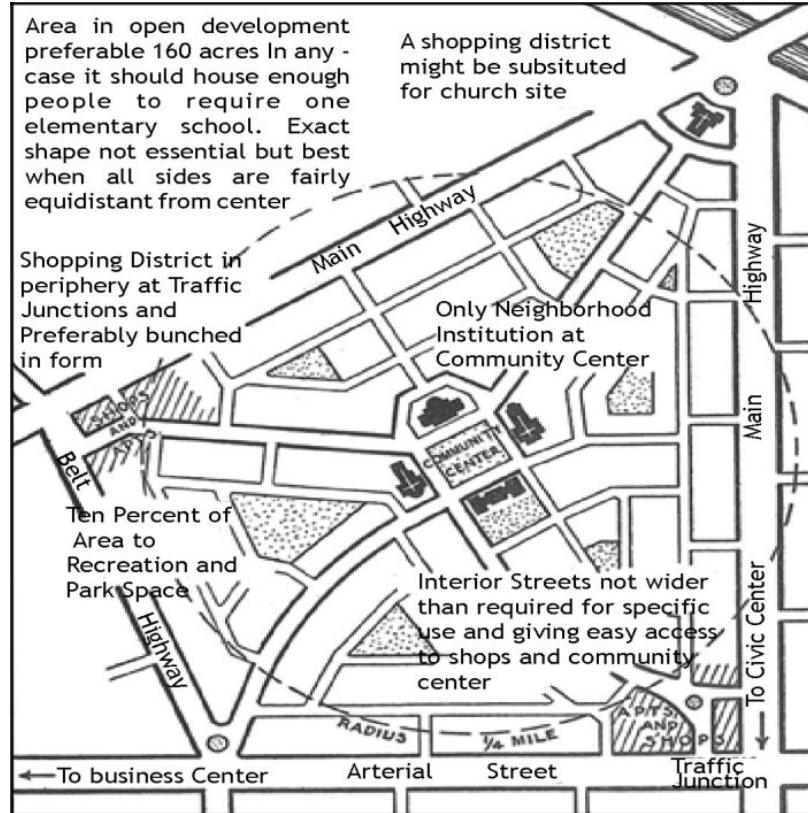 Area in open development
preferable 160 acres In any -
case it should house enough
people to require one
elementary school. Exact
shape not essential but best
when all sides are fairly
equidistant from center
A shopping district
might be subsituted
for church site
Main Highway
Shopping District in
periphery at Traffic
Junctions and
Preferably bunched
in form
Only Neighborhood
Institution at
Community Center
Highway
Main
SHOPS
AND
APTS
COMMUNITY
CENTER
Belt
Highway
Ten Percent of
Area to
Recreation and
Park Space
Interior Streets not wider
than required for specific
use and giving easy access
to shops and community
center
To Civic Center
APTS
AND
SHOPS
RADIUS 1/4 MILE
To business Center
Arterial Street
Traffic
Junction